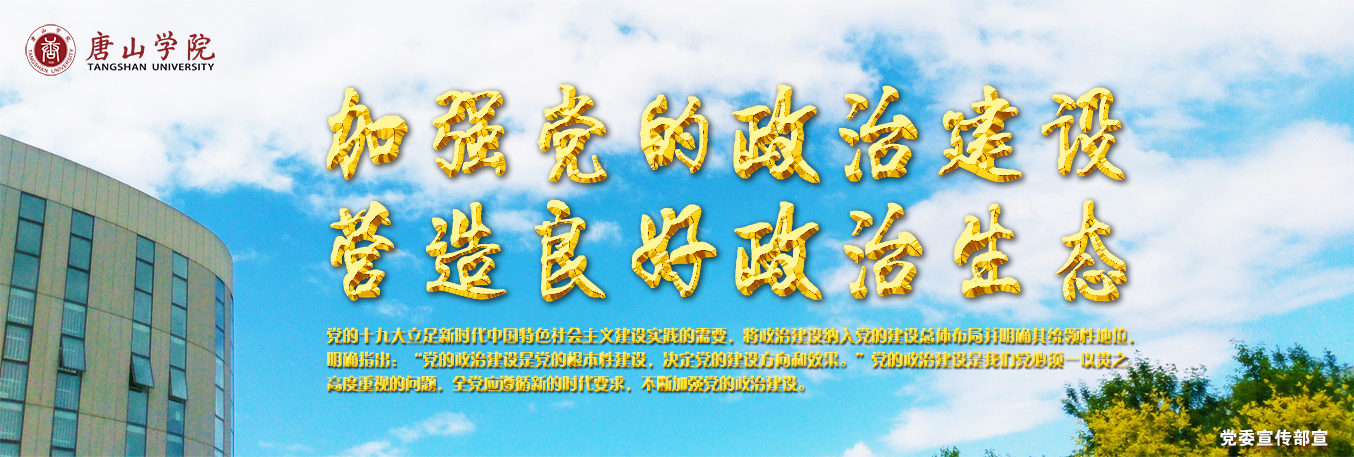 唐山学院
TANGSHAN UNIVERSITY
加强党的政治建设
营造良好政治生态
党的十九大立足新时代中国特色社会主义建设实践的需要，将政治建设纳入党的建设总体布局并明确其统领性地位，
明确指出：“党的政治建设是党的根本性建设，决定党的建设方向和效果。”党的政治建设是我们党必须一以贯之
高度重视的问题，全党应遵循新的时代要求，不断加强党的政治建设。
党委宣传部宣